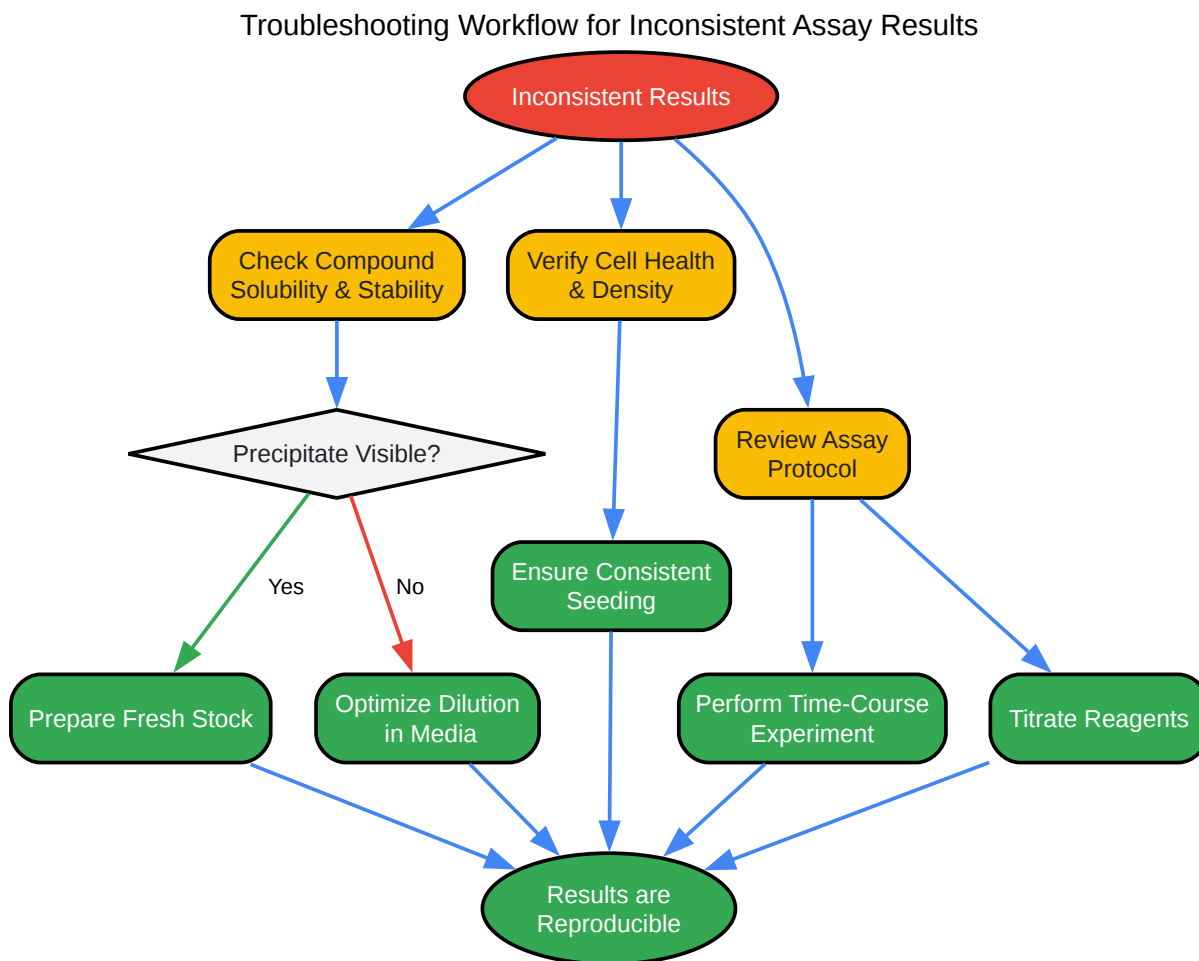 Troubleshooting Workflow for Inconsistent Assay Results
Inconsistent Results
Check Compound
Solubility & Stability
Verify Cell Health
& Density
Precipitate Visible?
Review Assay
Protocol
Ensure Consistent
Seeding
Yes
No
Prepare Fresh Stock
Optimize Dilution
in Media
Perform Time-Course
Experiment
Titrate Reagents
Results are
Reproducible